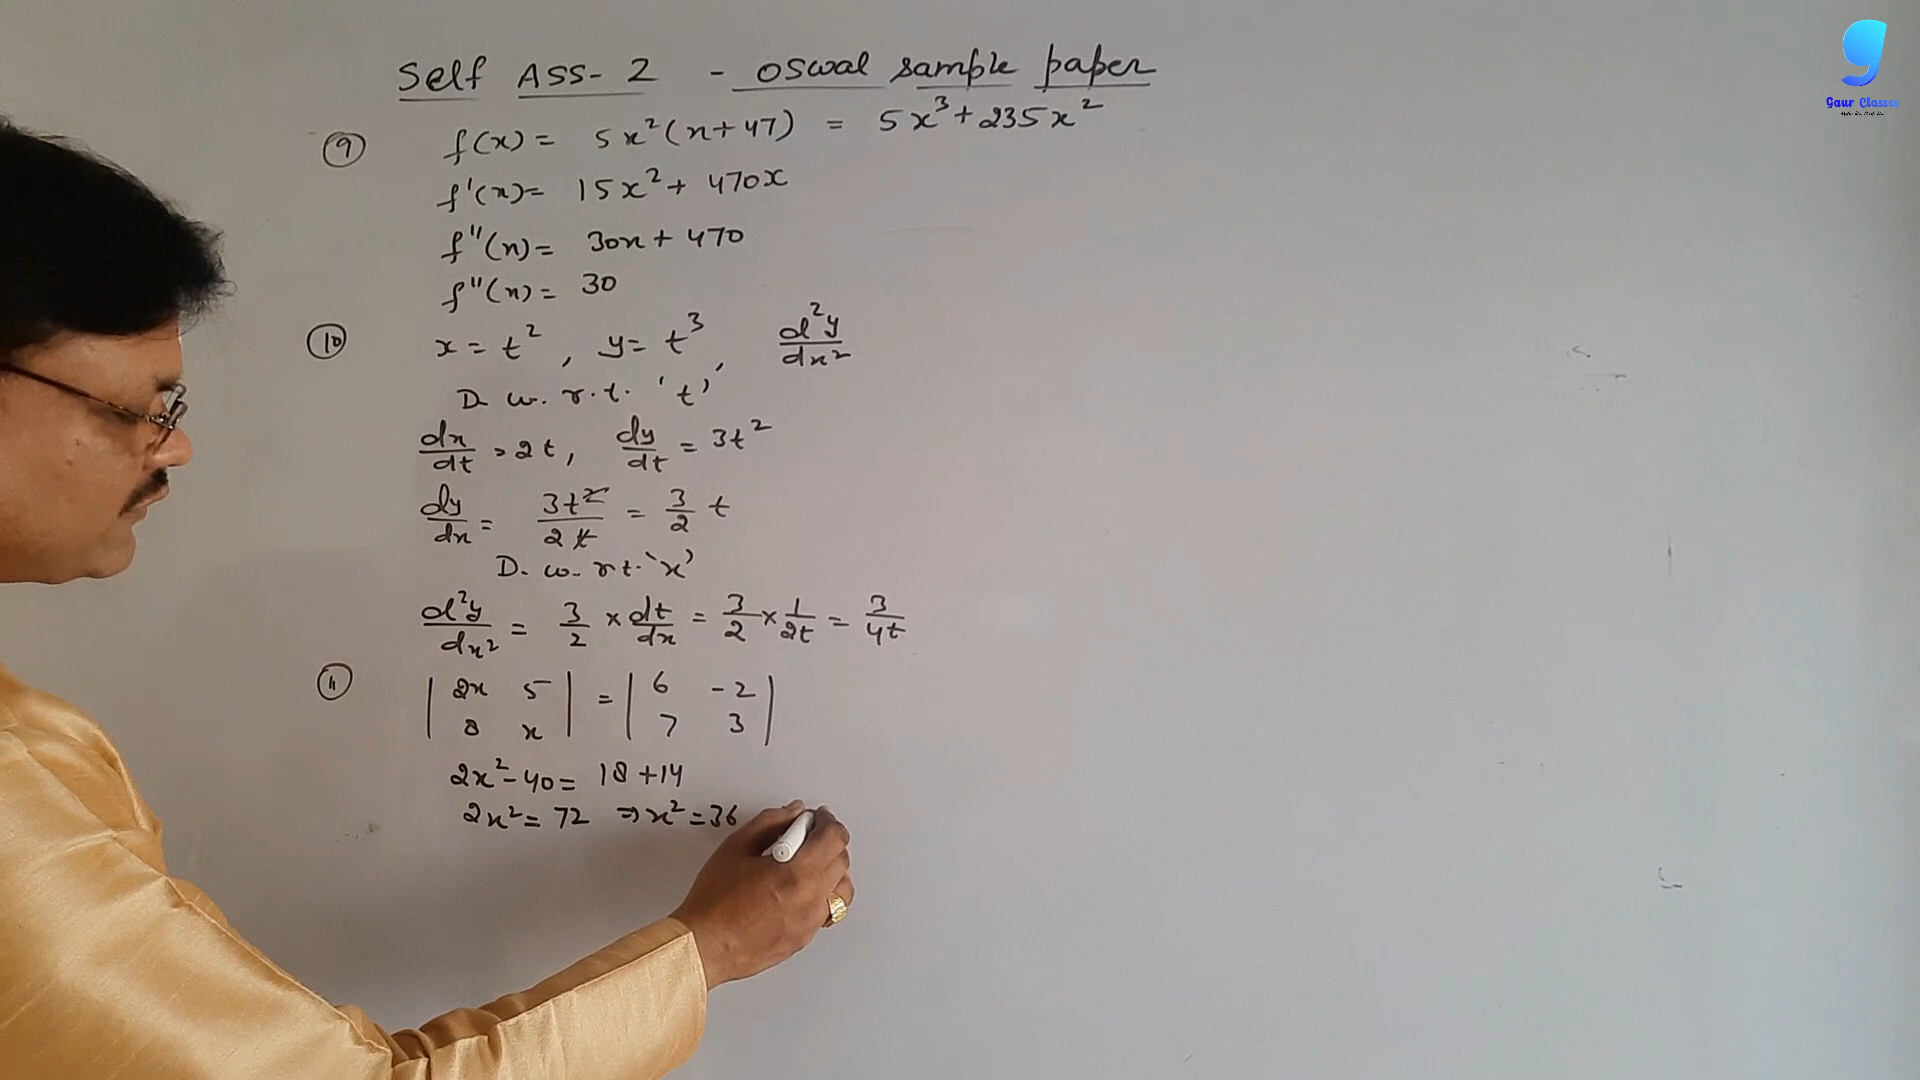 Self ASS- 2 - oswal sample paper
9 f(x) = 5x²(x+47) = 5x³+235x²
f'(x)= 15x²+ 470x
f''(x)= 30x+ 470
f''(x)= 30
10 x = t², y= t³, d²y/dx²
D. w. r.t. 't'
dx/dt = 2t, dy/dt = 3t²
dy/dx = 3t²/2t = 3/2 t
D. w. r.t. 'x'
d²y/dx² = 3/2 × dt/dx = 3/2 × 1/2t = 3/4t
11 | 2x 5 | = | 6 -2 |
| 8 x | | 7 3 |
2x²-40= 18+14
2x²= 72 ⇒ x²=36
g
Gaur Classes